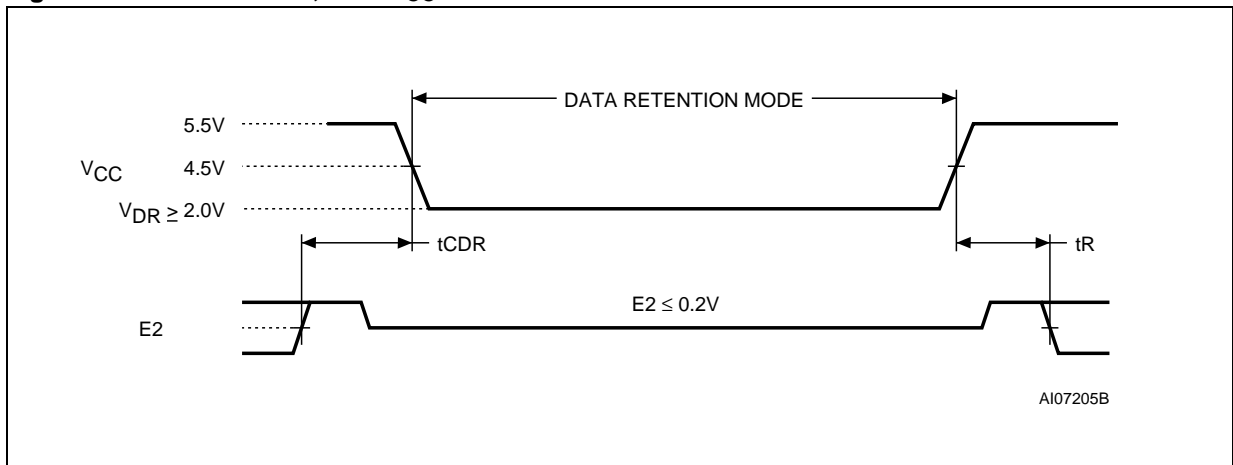 DATA RETENTION MODE
5.5V
VCC 4.5V
VDR ≥ 2.0V
tCDR
tR
E2 ≤ 0.2V
E2
AI07205B